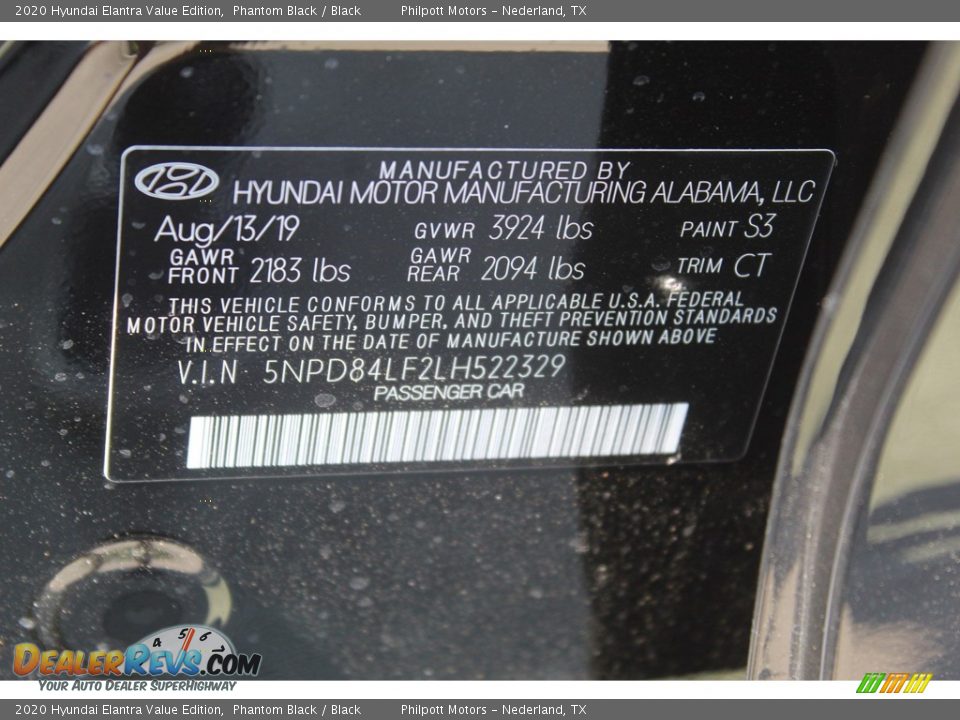 2020 Hyundai Elantra Value Edition, Phantom Black / Black Philpott Motors - Nederland, TX
MANUFACTURED BY
HYUNDAI MOTOR MANUFACTURING ALABAMA, LLC
Aug/13/19 GVWR 3924 lbs PAINT S3
GAWR FRONT 2183 lbs GAWR REAR 2094 lbs TRIM CT
THIS VEHICLE CONFORMS TO ALL APPLICABLE U.S.A. FEDERAL
MOTOR VEHICLE SAFETY, BUMPER, AND THEFT PREVENTION STANDARDS
IN EFFECT ON THE DATE OF MANUFACTURE SHOWN ABOVE
V.I.N 5NPD84LF2LH522329
PASSENGER CAR
4 5 6
DEALERREVS.COM
YOUR AUTO DEALER SUPERHIGHWAY
2020 Hyundai Elantra Value Edition, Phantom Black / Black Philpott Motors - Nederland, TX